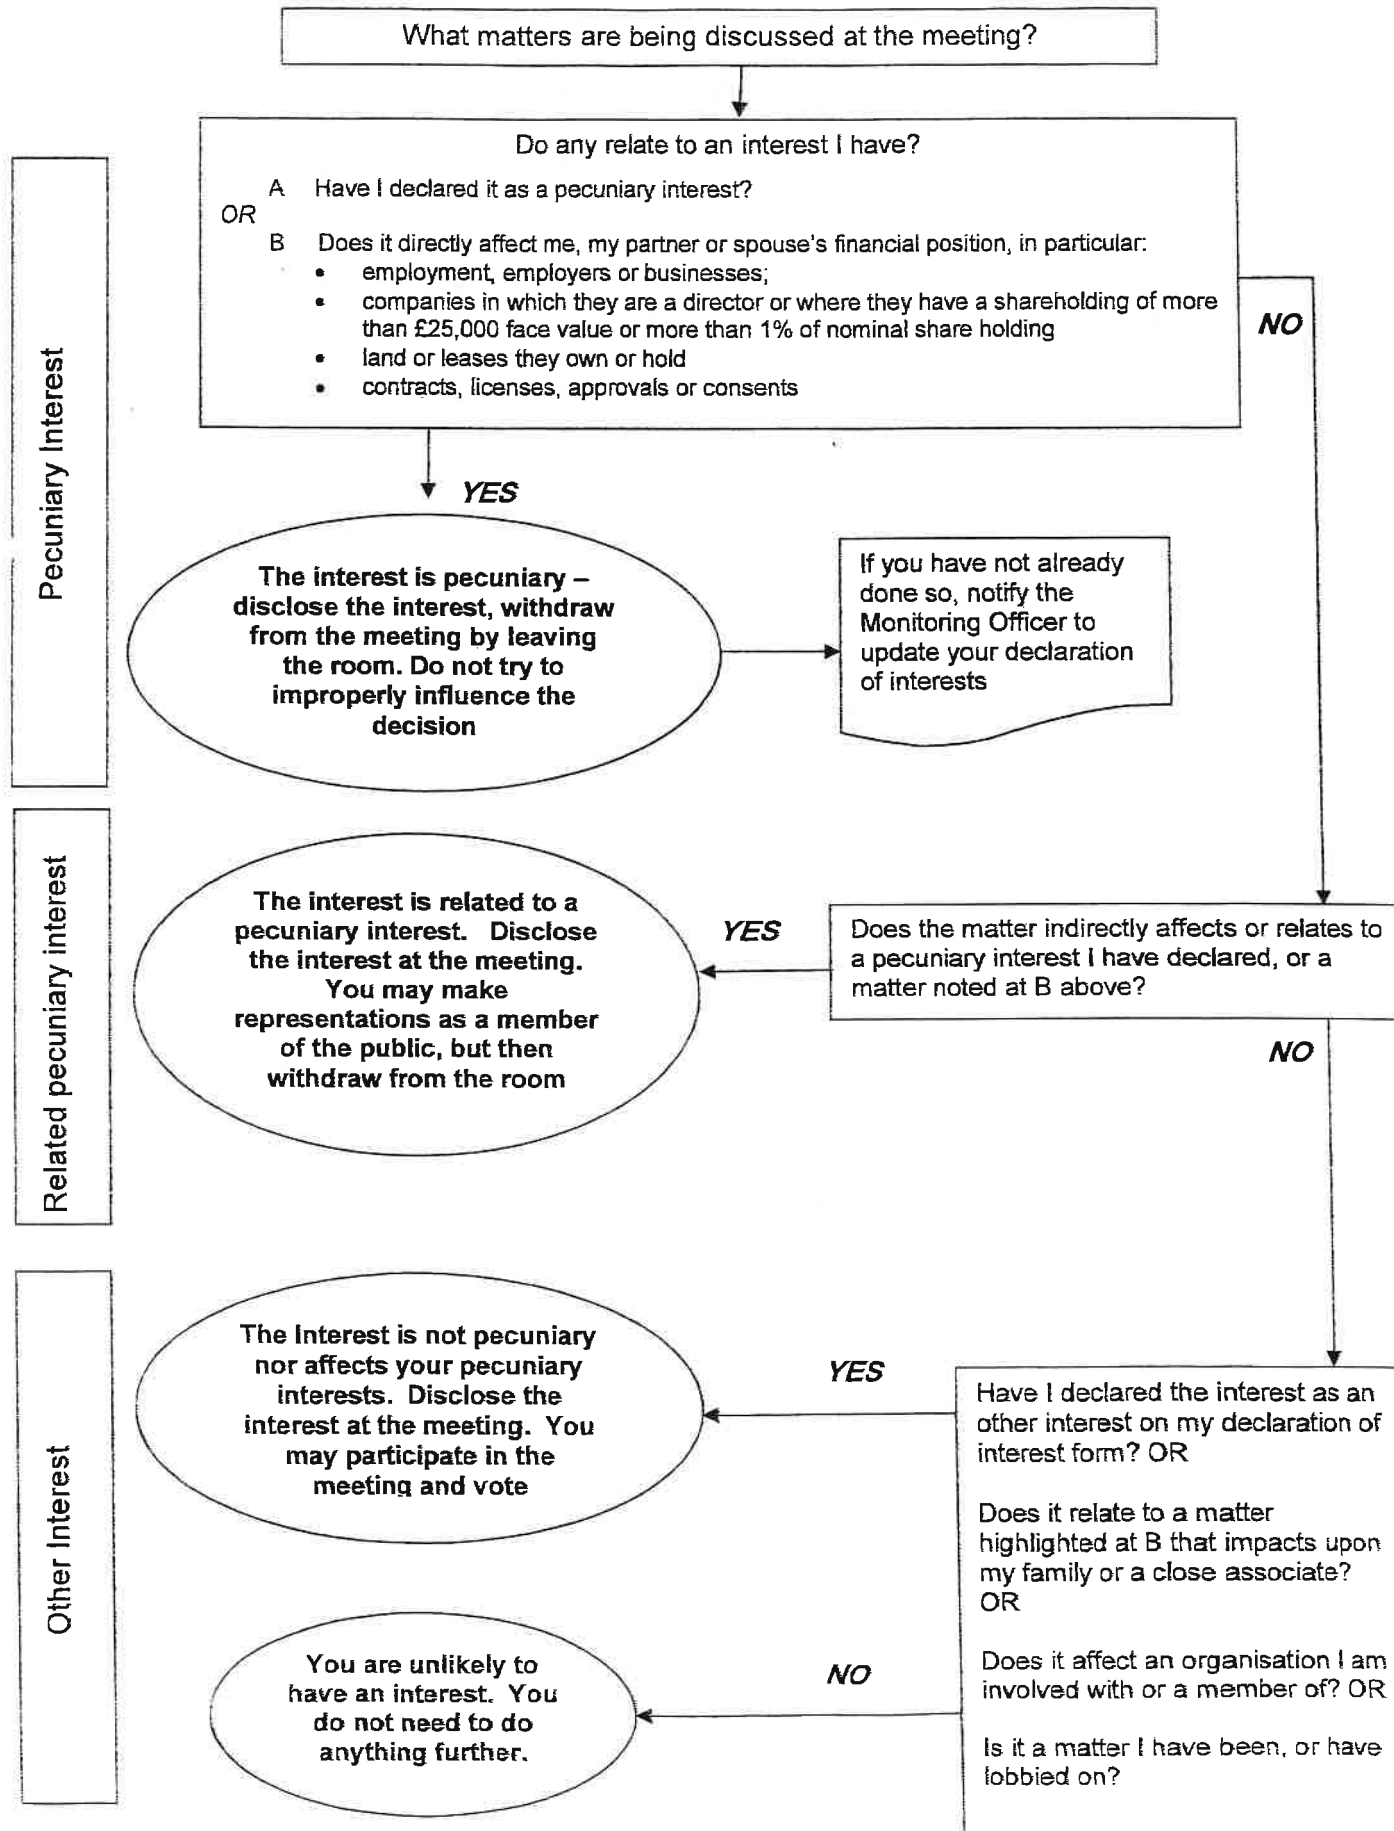 What matters are being discussed at the meeting?
Do any relate to an interest I have?
A Have I declared it as a pecuniary interest?
OR
B Does it directly affect me, my partner or spouse's financial position, in particular:
• employment, employers or businesses;
• companies in which they are a director or where they have a shareholding of more
than £25,000 face value or more than 1% of nominal share holding
• land or leases they own or hold
• contracts, licenses, approvals or consents
NO
Pecuniary Interest
YES
The interest is pecuniary –
disclose the interest, withdraw
from the meeting by leaving
the room. Do not try to
improperly influence the
decision
If you have not already
done so, notify the
Monitoring Officer to
update your declaration
of interests
Related pecuniary interest
The interest is related to a
pecuniary interest. Disclose
the interest at the meeting.
You may make
representations as a member
of the public, but then
withdraw from the room
YES
Does the matter indirectly affects or relates to
a pecuniary interest I have declared, or a
matter noted at B above?
NO
Other Interest
The Interest is not pecuniary
nor affects your pecuniary
interests. Disclose the
interest at the meeting. You
may participate in the
meeting and vote
YES
Have I declared the interest as an
other interest on my declaration of
interest form? OR
Does it relate to a matter
highlighted at B that impacts upon
my family or a close associate?
OR
Does it affect an organisation I am
involved with or a member of? OR
Is it a matter I have been, or have
lobbied on?
NO
You are unlikely to
have an interest. You
do not need to do
anything further.